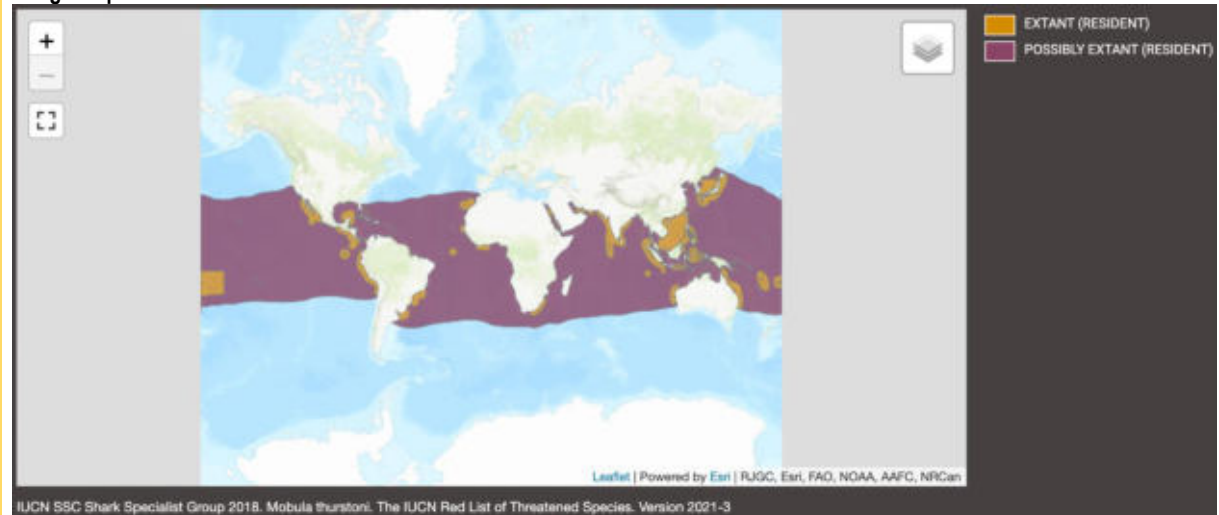 +
EXTANT (RESIDENT)
POSSIBLY EXTANT (RESIDENT)
−
Leaflet | Powered by Esri | RJGC, Esri, FAO, NOAA, AAFC, NRCan
IUCN SSC Shark Specialist Group 2018. Mobula thurstoni. The IUCN Red List of Threatened Species. Version 2021-3